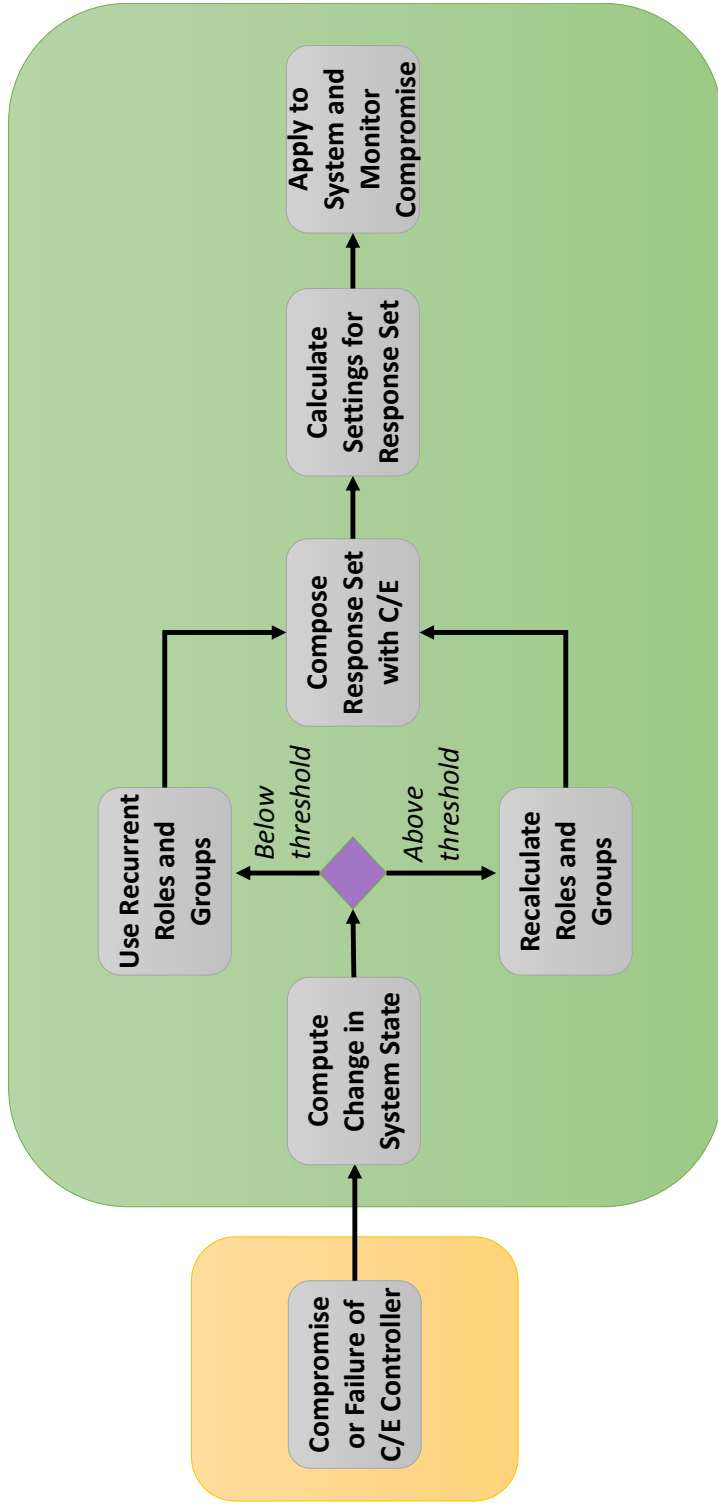 Compromise
or Failure of
C/E Controller
Compute
Change in
System State
Below
threshold
Above
threshold
Use Recurrent
Roles and
Groups
Recalculate
Roles and
Groups
Compose
Response Set
with C/E
Calculate
Settings for
Response Set
Apply to
System and
Monitor
Compromise